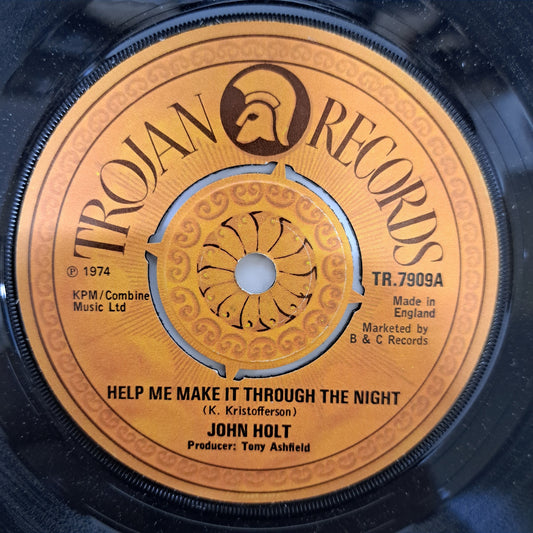 TROJAN RECORDS
℗ 1974
KPM/Combine
Music Ltd
TR.7909A
Made in
England
Marketed by
B & C Records
HELP ME MAKE IT THROUGH THE NIGHT
(K. Kristofferson)
JOHN HOLT
Producer: Tony Ashfield